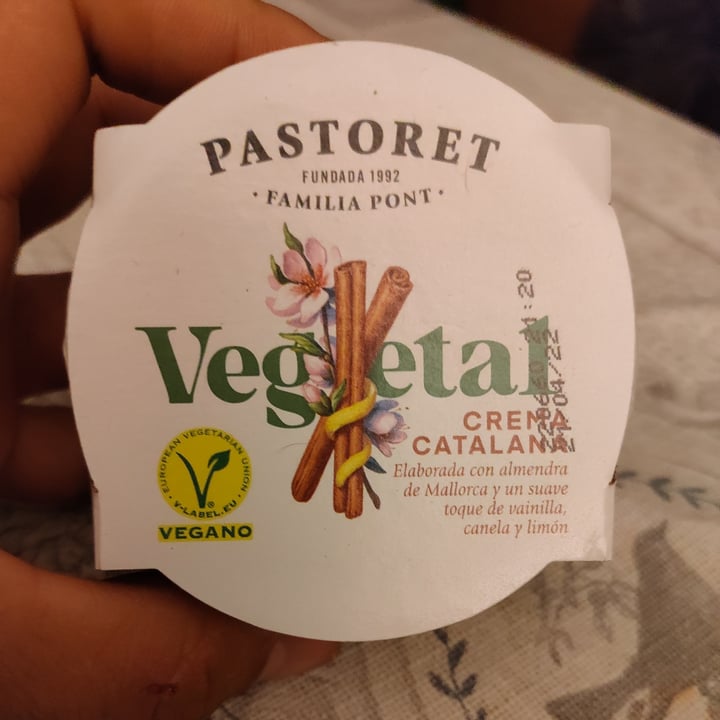 PASTORET
FUNDADA 1992
· FAMILIA PONT ·
Vegetal
CREMA
CATALANA
Elaborada con almendra
de Mallorca y un suave
toque de vainilla,
canela y limón
· EUROPEAN VEGETARIAN UNION ·
V-LABEL.EU
®
VEGANO